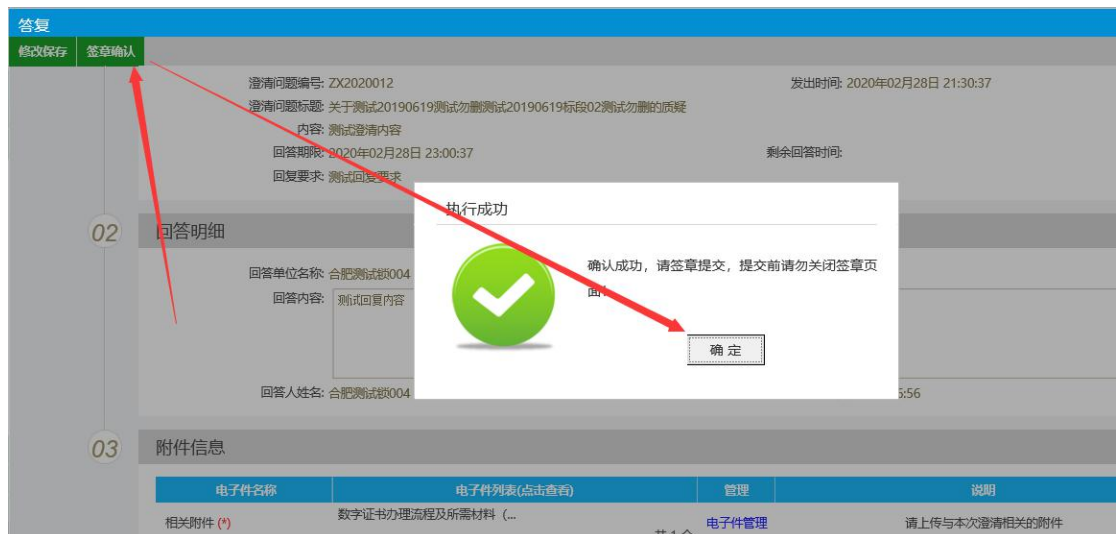 答复
修改保存 签章确认
澄清问题编号: ZX2020012 发出时间: 2020年02月28日 21:30:37
澄清问题标题: 关于测试20190619测试勿删测试20190619标段02测试勿删的质疑
内容: 测试澄清内容
回答期限: 2020年02月28日 23:00:37 剩余回答时间:
回复要求: 测试回复要求
02 回答明细
执行成功
确认成功，请签章提交，提交前请勿关闭签章页
面!
确定
回答单位名称: 合肥测试锁004
回答内容: 测试回复内容
回答人姓名: 合肥测试锁004 5:56
03 附件信息
电子件名称 电子件列表(点击查看) 管理 说明
相关附件 (*) 数字证书办理流程及所需材料（... 共1个 电子件管理 请上传与本次澄清相关的附件